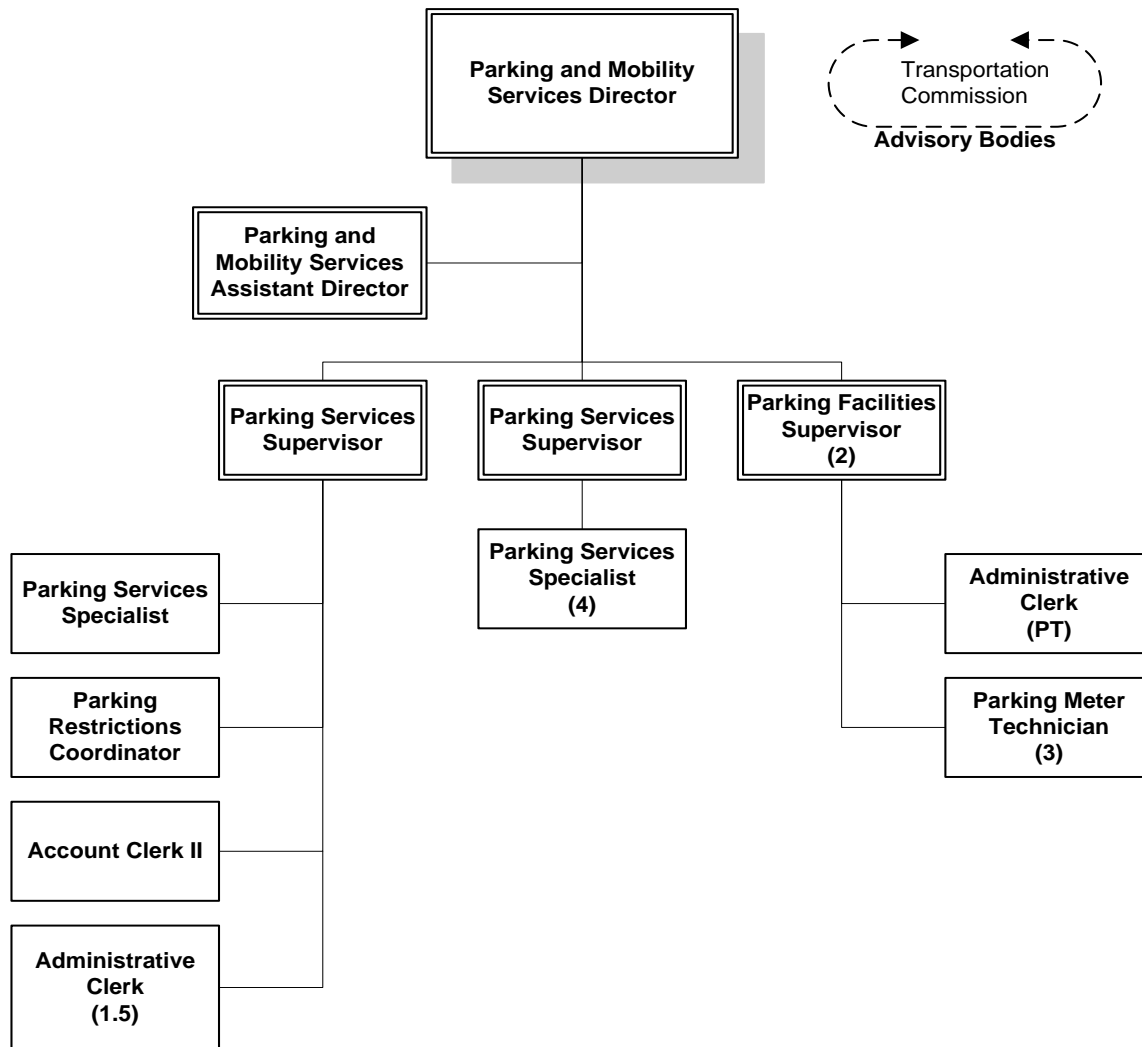 Parking and Mobility
Services Director
Transportation
Commission
Advisory Bodies
Parking and
Mobility Services
Assistant Director
Parking Services
Supervisor
Parking Services
Supervisor
Parking Facilities
Supervisor
(2)
Parking Services
Specialist
Parking Services
Specialist
(4)
Administrative
Clerk
(PT)
Parking
Restrictions
Coordinator
Parking Meter
Technician
(3)
Account Clerk II
Administrative
Clerk
(1.5)